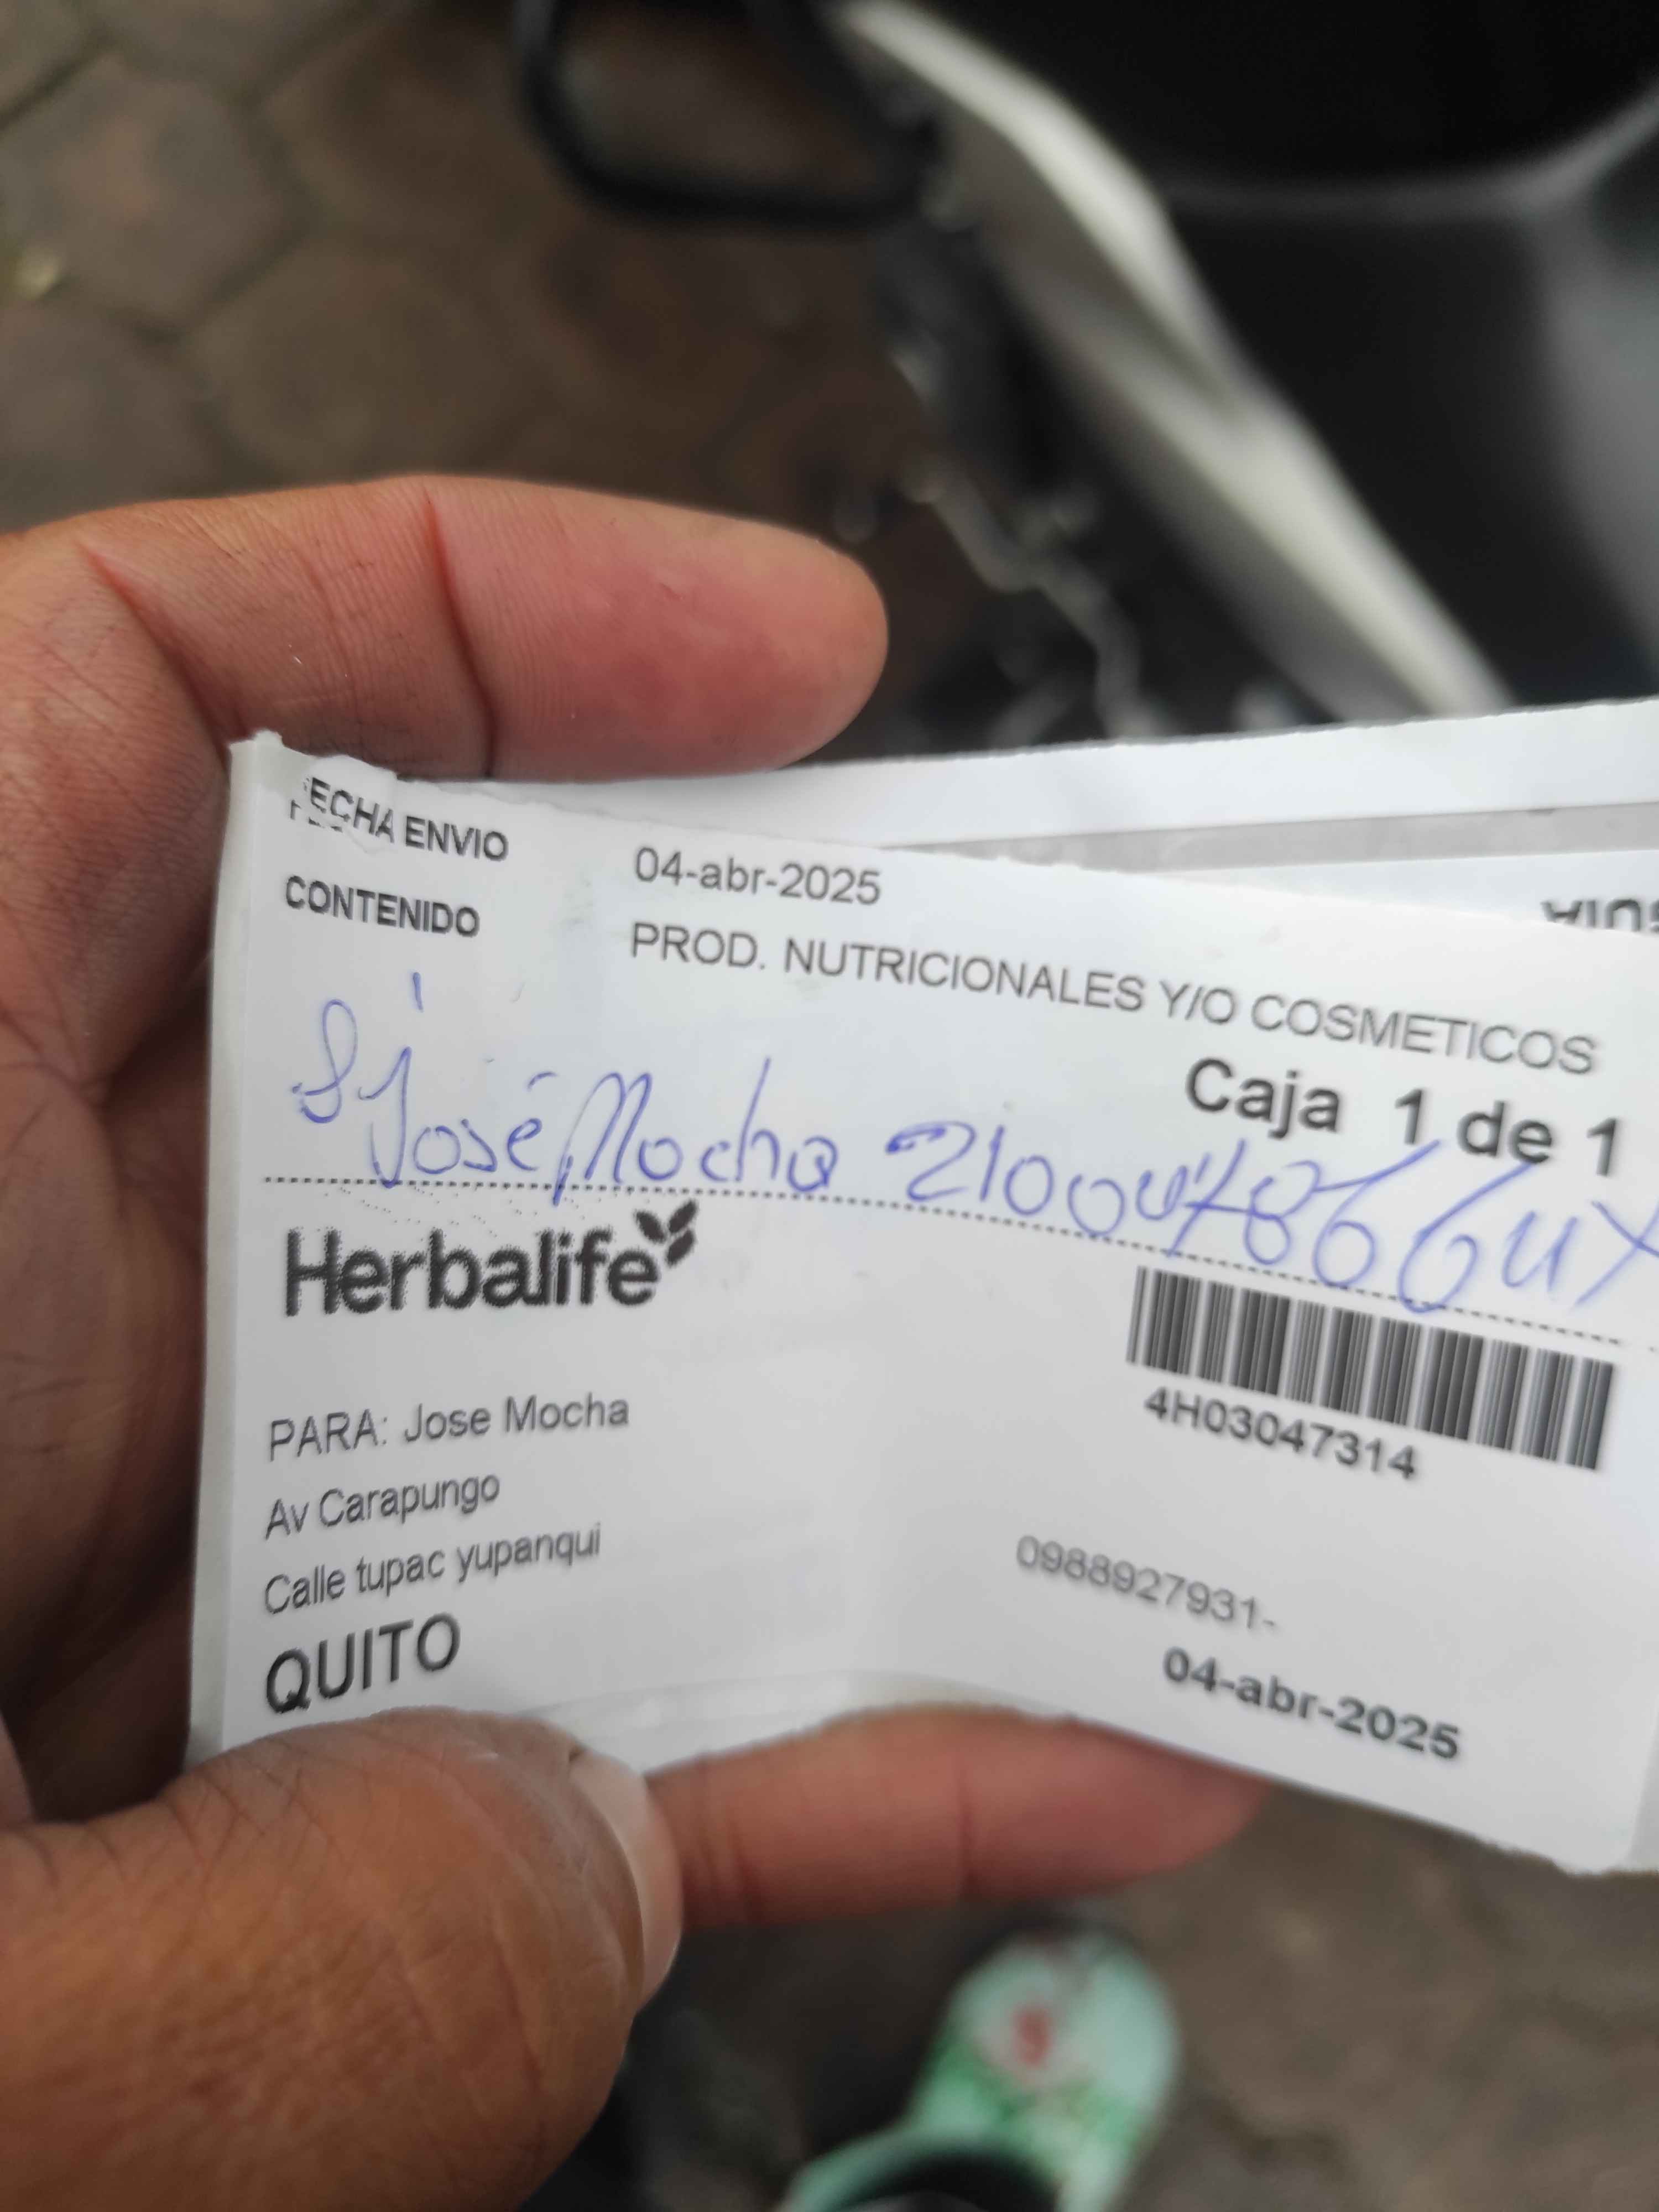 FECHA ENVIO 04-abr-2025
CONTENIDO PROD. NUTRICIONALES Y/O COSMETICOS
Caja 1 de 1
José Mocha
Herbalife
4H03047314
PARA: Jose Mocha
Av Carapungo
Calle tupac yupanqui
0988927931-
QUITO
04-abr-2025